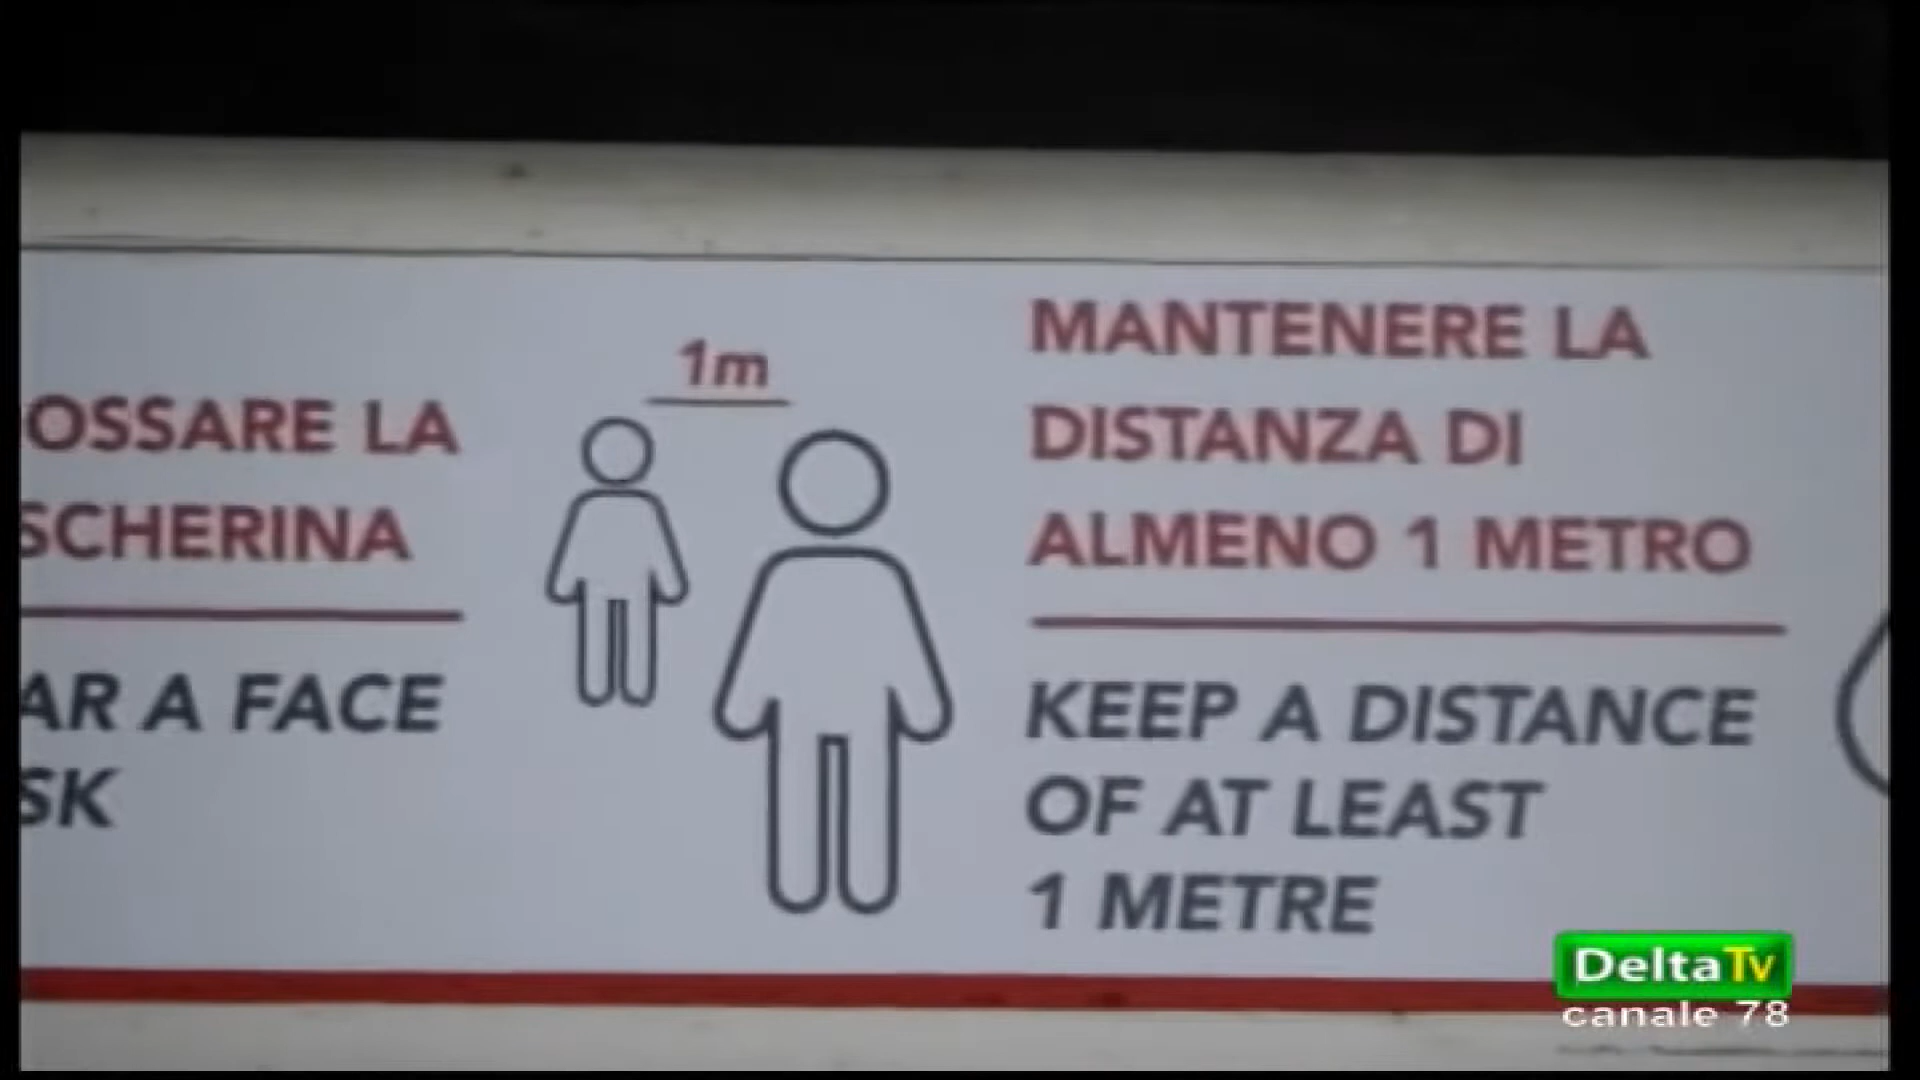 OSSARE LA
SCHERINA
AR A FACE
SK
1m
MANTENERE LA
DISTANZA DI
ALMENO 1 METRO
KEEP A DISTANCE
OF AT LEAST
1 METRE
DeltaTv
canale 78